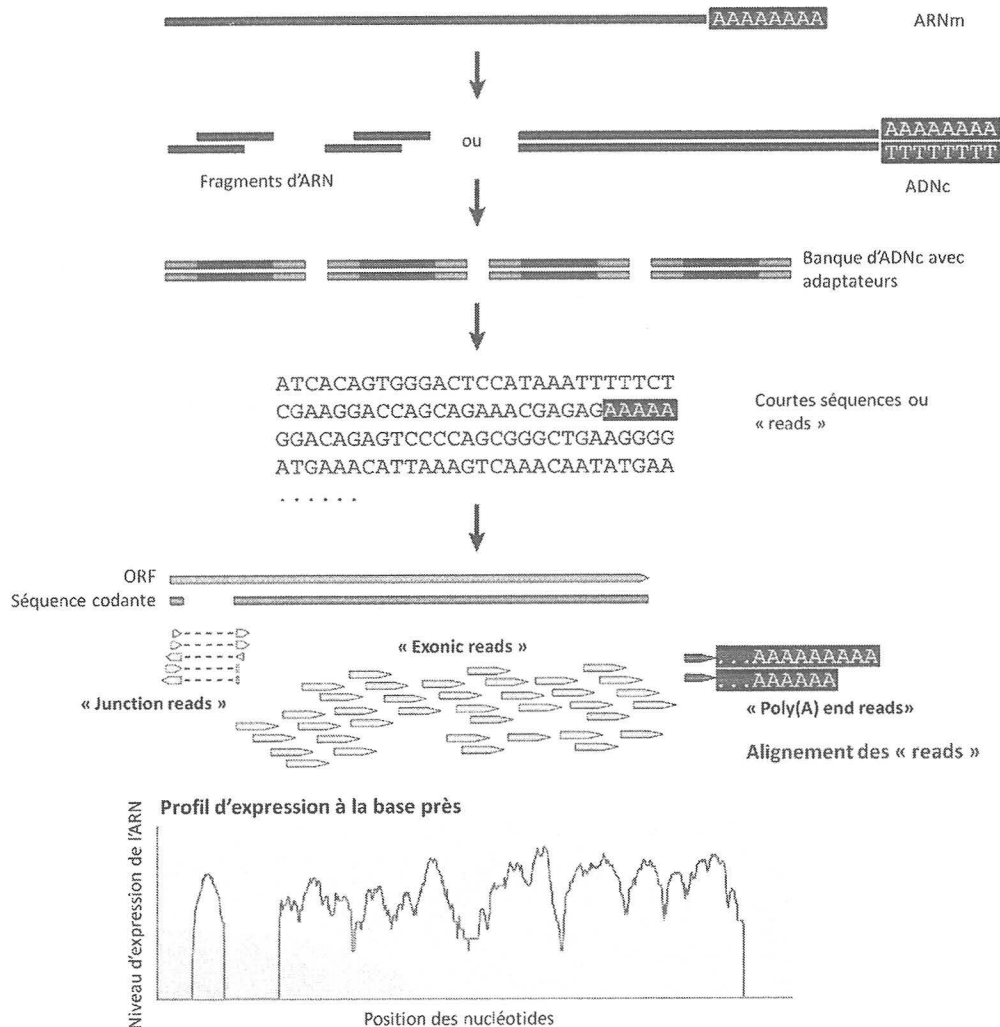 AAAAAAAA
ARNm
ou
AAAAAAAA
TTTTTTTT
Fragments d'ARN
ADNc
Banque d'ADNc avec
adaptateurs
ATCACAGTGGGACTCCATAAATTTTTCT
CGAAGGACCAGCAGAAACGAGAGAAAAA
GGACAGAGTCCCCAGCGGGCTGAAGGGG
ATGAAACATTAAAGTCAAACAATATGAA
. . . . . .
Courtes séquences ou
« reads »
ORF
Séquence codante
« Exonic reads »
...AAAAAAAAA
...AAAAAA
« Junction reads »
« Poly(A) end reads»
Alignement des « reads »
Profil d'expression à la base près
Niveau d'expression de l'ARN
Position des nucléotides